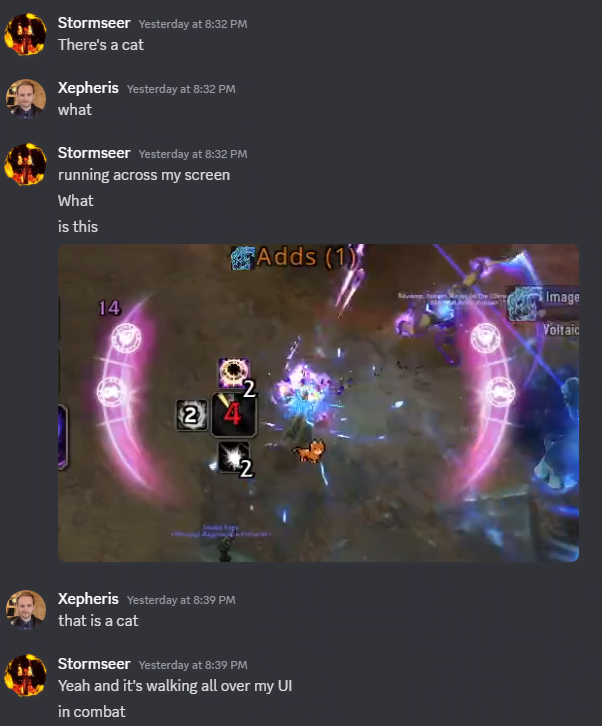 Stormseer Yesterday at 8:32 PM
There's a cat
Xepheris Yesterday at 8:32 PM
what
Stormseer Yesterday at 8:32 PM
running across my screen
What
is this
Adds (1)
14
Image
Voltaic
2
2
4
2
Xepheris Yesterday at 8:39 PM
that is a cat
Stormseer Yesterday at 8:39 PM
Yeah and it's walking all over my UI
in combat